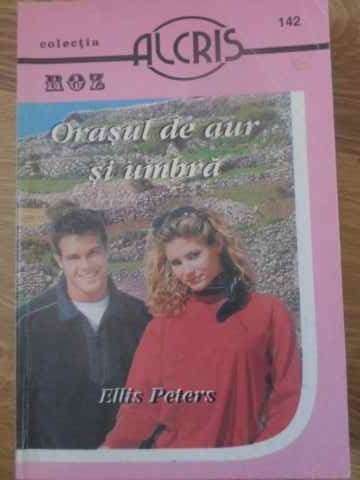 colecția
ALCRIS
142
ROZ
Orașul de aur
și umbră
Ellis Peters